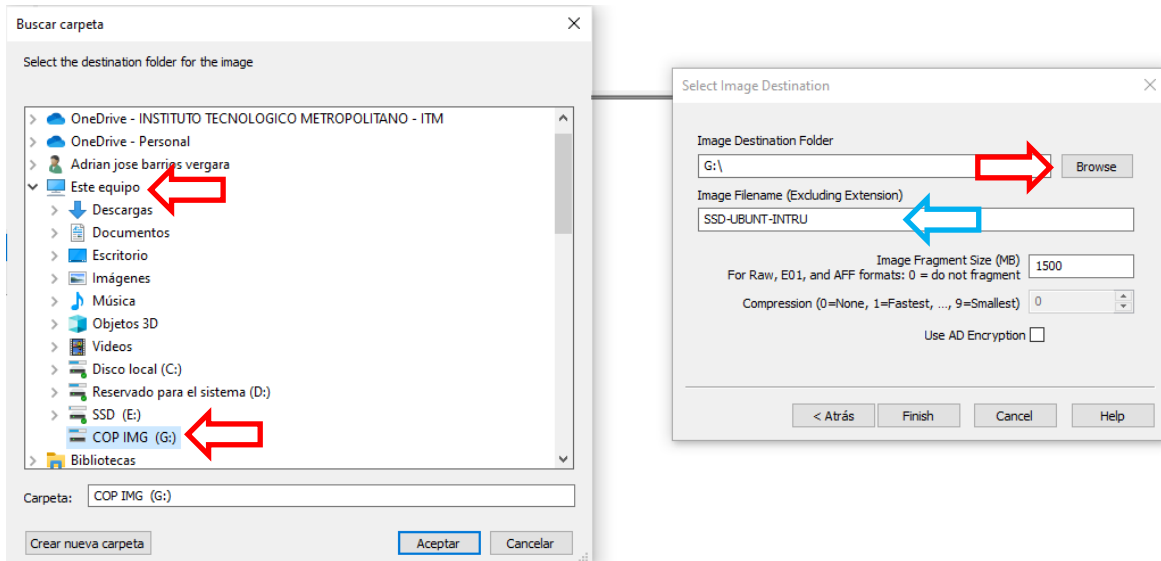 Buscar carpeta
Select the destination folder for the image
OneDrive - INSTITUTO TECNOLOGICO METROPOLITANO - ITM
OneDrive - Personal
Adrian jose barrios vergara
Este equipo
Descargas
Documentos
Escritorio
Imágenes
Música
Objetos 3D
Videos
Disco local (C:)
Reservado para el sistema (D:)
SSD (E:)
COP IMG (G:)
Bibliotecas
Carpeta: COP IMG (G:)
Crear nueva carpeta Aceptar Cancelar
Select Image Destination
Image Destination Folder
G:\ Browse
Image Filename (Excluding Extension)
SSD-UBUNT-INTRU
Image Fragment Size (MB) 1500
For Raw, E01, and AFF formats: 0 = do not fragment
Compression (0=None, 1=Fastest, ..., 9=Smallest) 0
Use AD Encryption
< Atrás Finish Cancel Help